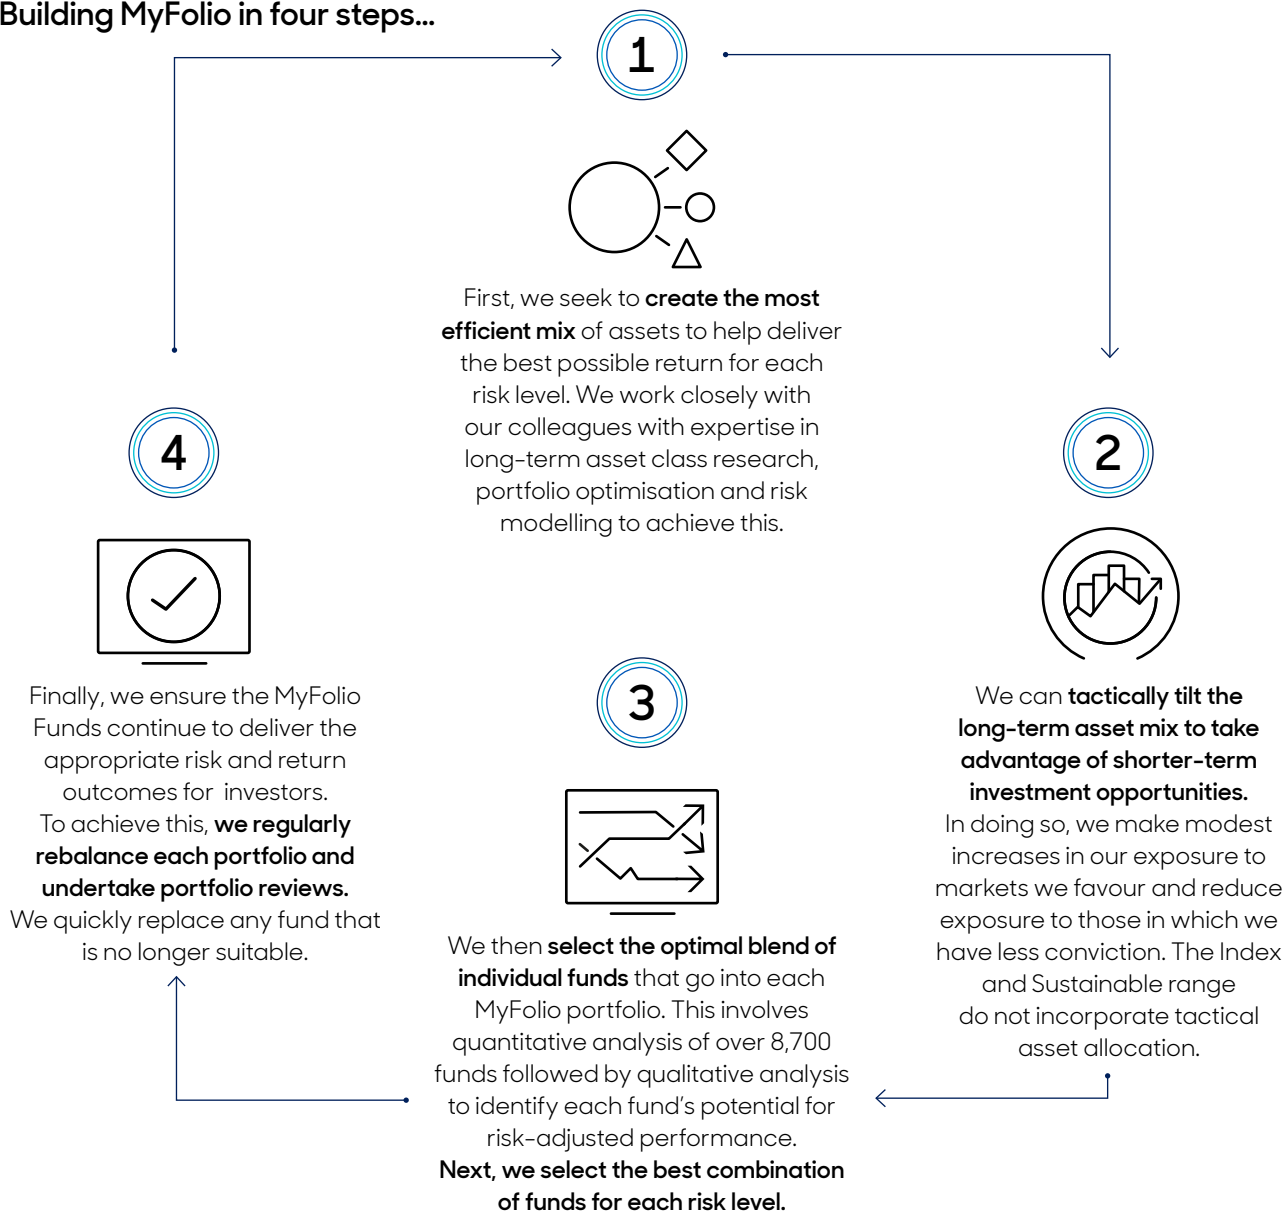 Building MyFolio in four steps...
1
First, we seek to create the most
efficient mix of assets to help deliver
the best possible return for each
risk level. We work closely with
our colleagues with expertise in
long-term asset class research,
portfolio optimisation and risk
modelling to achieve this.
2
We can tactically tilt the
long-term asset mix to take
advantage of shorter-term
investment opportunities.
In doing so, we make modest
increases in our exposure to
markets we favour and reduce
exposure to those in which we
have less conviction. The Index
and Sustainable range
do not incorporate tactical
asset allocation.
3
We then select the optimal blend of
individual funds that go into each
MyFolio portfolio. This involves
quantitative analysis of over 8,700
funds followed by qualitative analysis
to identify each fund’s potential for
risk-adjusted performance.
Next, we select the best combination
of funds for each risk level.
4
Finally, we ensure the MyFolio
Funds continue to deliver the
appropriate risk and return
outcomes for investors.
To achieve this, we regularly
rebalance each portfolio and
undertake portfolio reviews.
We quickly replace any fund that
is no longer suitable.